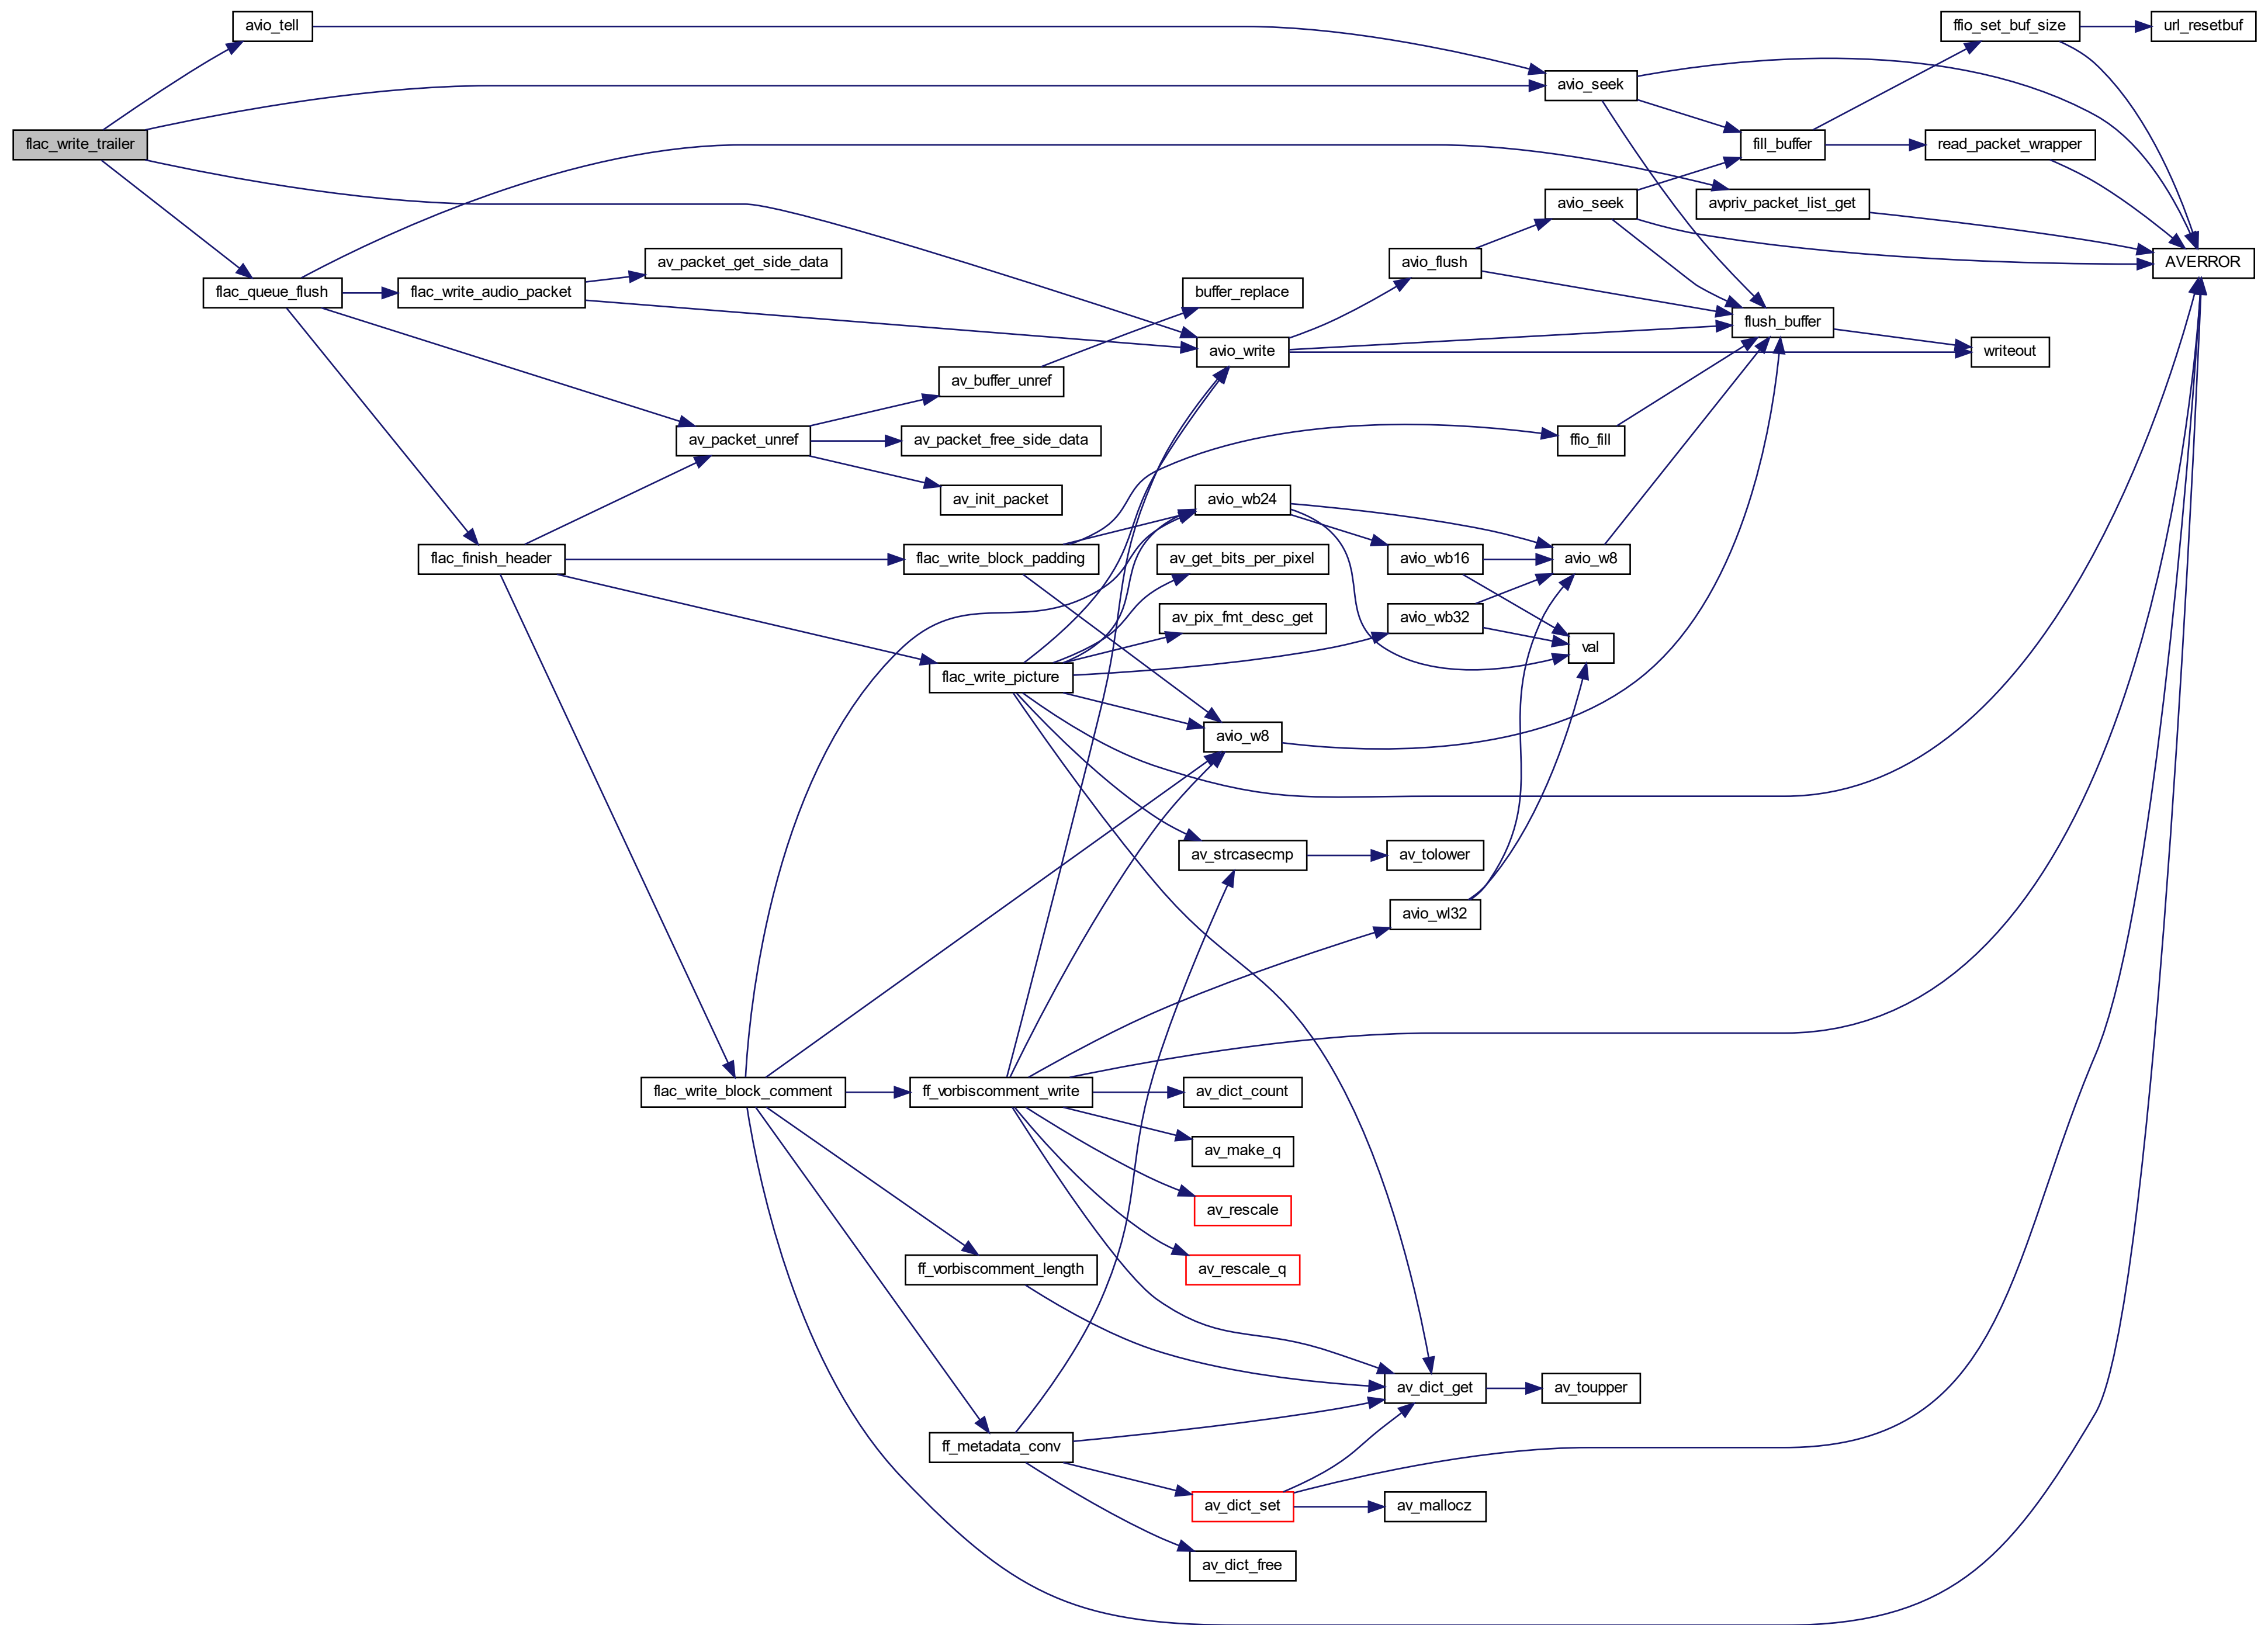 avio_tell
ffio_set_buf_size
url_resetbuf
avio_seek
flac_write_trailer
fill_buffer
read_packet_wrapper
avio_seek
avpriv_packet_list_get
av_packet_get_side_data
avio_flush
AVERROR
flac_queue_flush
flac_write_audio_packet
buffer_replace
flush_buffer
avio_write
writeout
av_buffer_unref
av_packet_unref
av_packet_free_side_data
ffio_fill
av_init_packet
avio_wb24
flac_finish_header
flac_write_block_padding
av_get_bits_per_pixel
avio_wb16
avio_w8
av_pix_fmt_desc_get
avio_wb32
val
flac_write_picture
avio_w8
av_strcasecmp
av_tolower
avio_wl32
flac_write_block_comment
ff_vorbiscomment_write
av_dict_count
av_make_q
av_rescale
ff_vorbiscomment_length
av_rescale_q
av_dict_get
av_toupper
ff_metadata_conv
av_dict_set
av_mallocz
av_dict_free